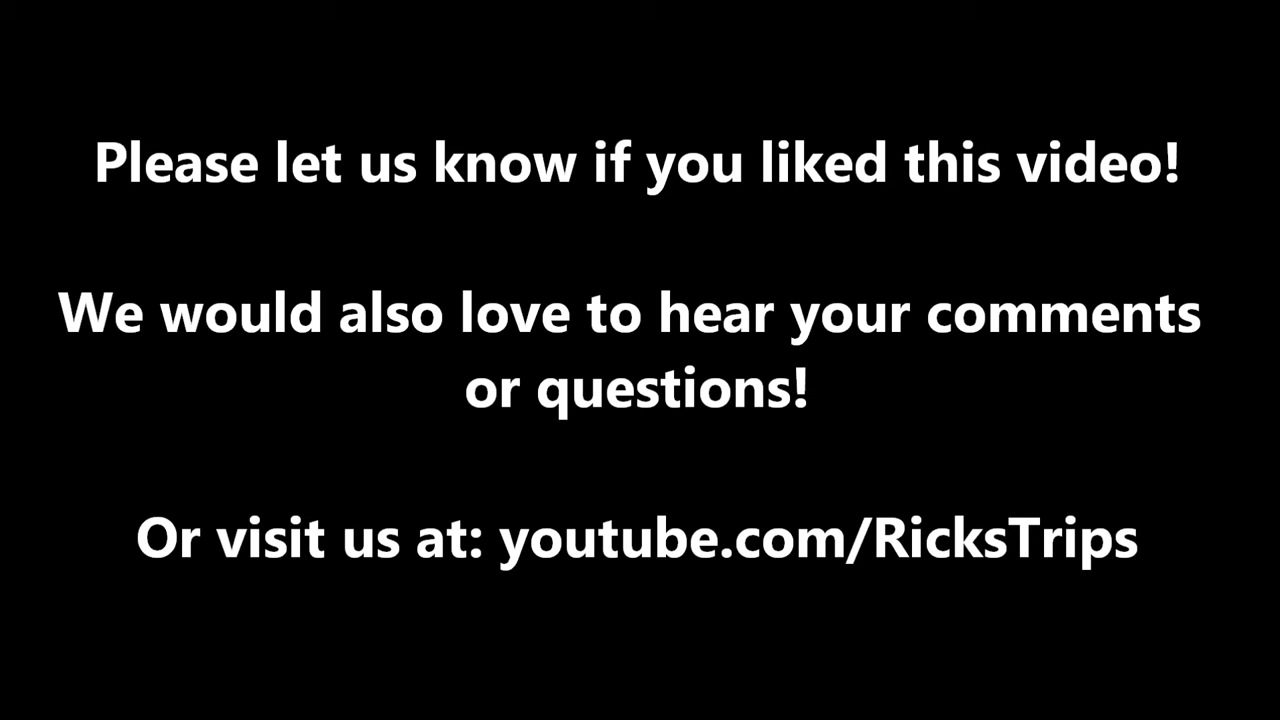 Please let us know if you liked this video!
We would also love to hear your comments
or questions!
Or visit us at: youtube.com/RicksTrips